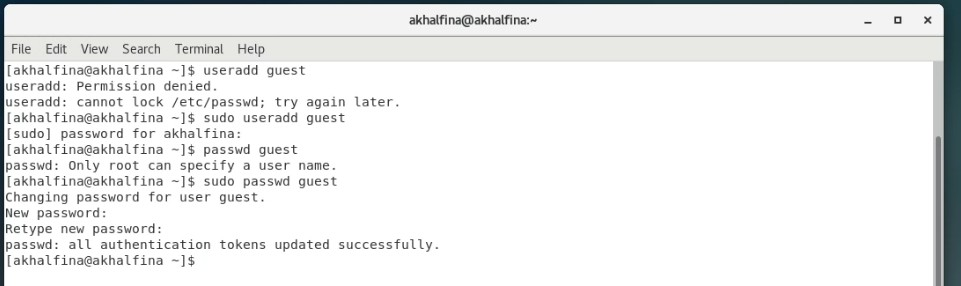 akhalfina@akhalfina:~
File Edit View Search Terminal Help
[akhalfina@akhalfina ~]$ useradd guest
useradd: Permission denied.
useradd: cannot lock /etc/passwd; try again later.
[akhalfina@akhalfina ~]$ sudo useradd guest
[sudo] password for akhalfina:
[akhalfina@akhalfina ~]$ passwd guest
passwd: Only root can specify a user name.
[akhalfina@akhalfina ~]$ sudo passwd guest
Changing password for user guest.
New password:
Retype new password:
passwd: all authentication tokens updated successfully.
[akhalfina@akhalfina ~]$